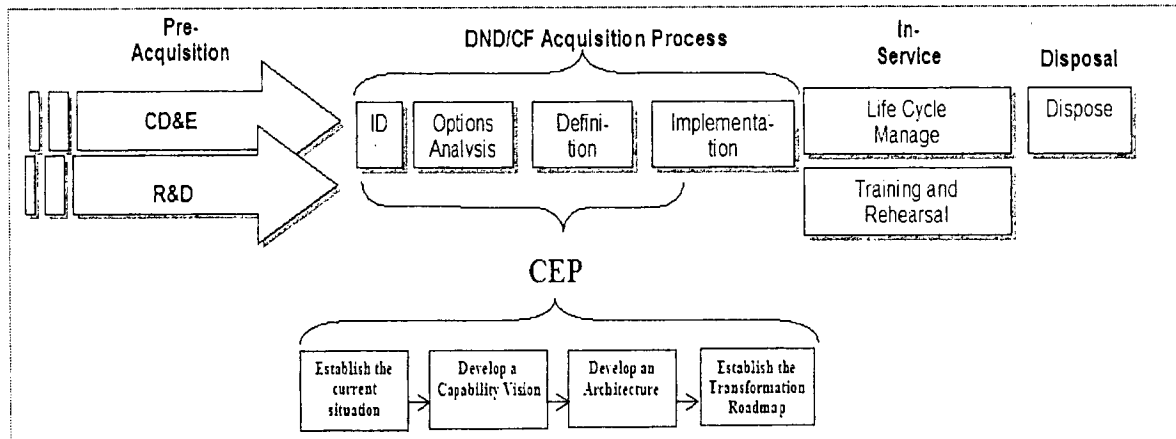 Pre-
Acquisition
DND/CF Acquisition Process
In-
Service
Disposal
CD&E
R&D
ID
Options
Analysis
Defini-
tion
Implementa-
tion
Life Cycle
Manage
Dispose
Training and
Rehearsal
CEP
Establish the
current
situation
Develop a
Capability Vision
Develop an
Architecture
Establish the
Transformation
Roadmap